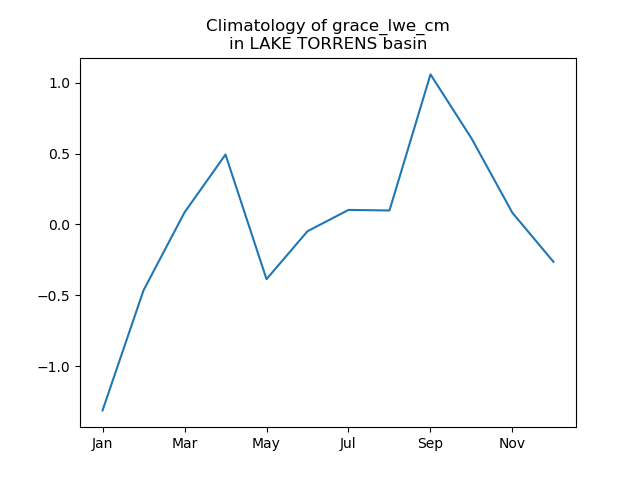 Climatology of grace_lwe_cm
in LAKE TORRENS basin
1.0
0.5
0.0
−0.5
−1.0
Jan Mar May Jul Sep Nov